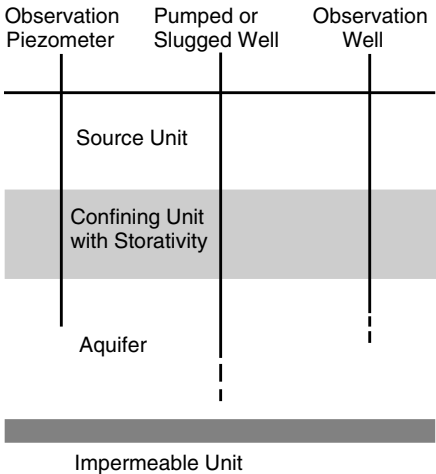 Observation
Piezometer
Pumped or
Slugged Well
Observation
Well
Source Unit
Confining Unit
with Storativity
Aquifer
Impermeable Unit